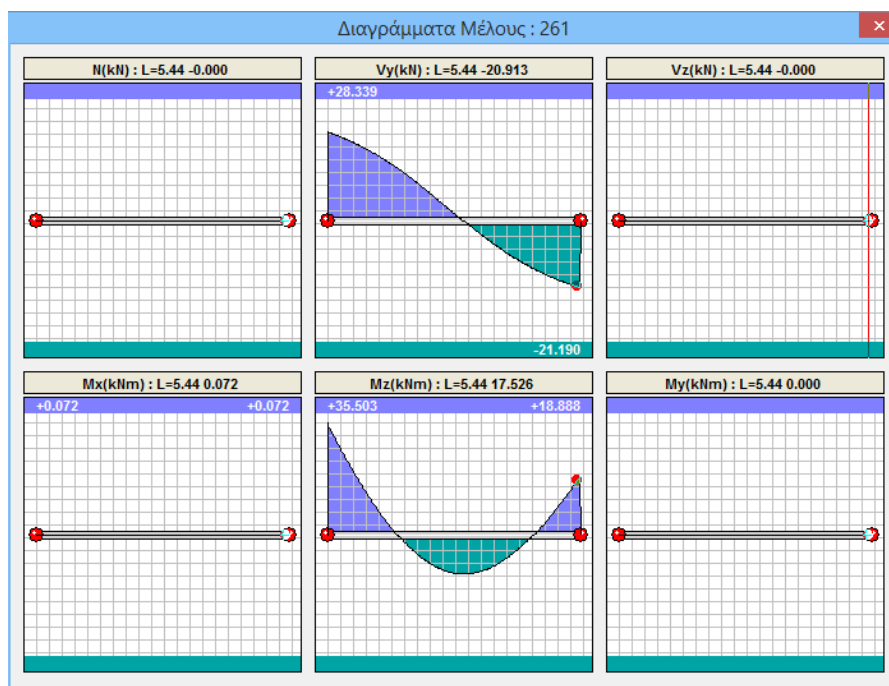 Διαγράμματα Μέλους : 261
N(kN) : L=5.44 -0.000
Vy(kN) : L=5.44 -20.913
Vz(kN) : L=5.44 -0.000
+28.339
-21.190
Mx(kNm) : L=5.44 0.072
Mz(kNm) : L=5.44 17.526
My(kNm) : L=5.44 0.000
+0.072 +0.072
+35.503 +18.888